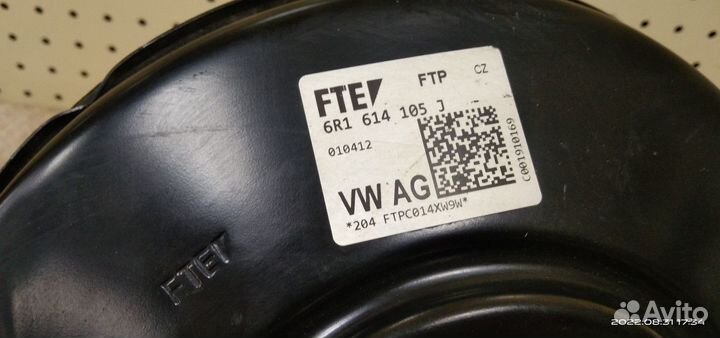 FTE FTP CZ
6R1 614 105 J
010412
VW AG
*204 FTPC014XW9W*
C001910169
FTE
Avito
2022.08.31 17:34